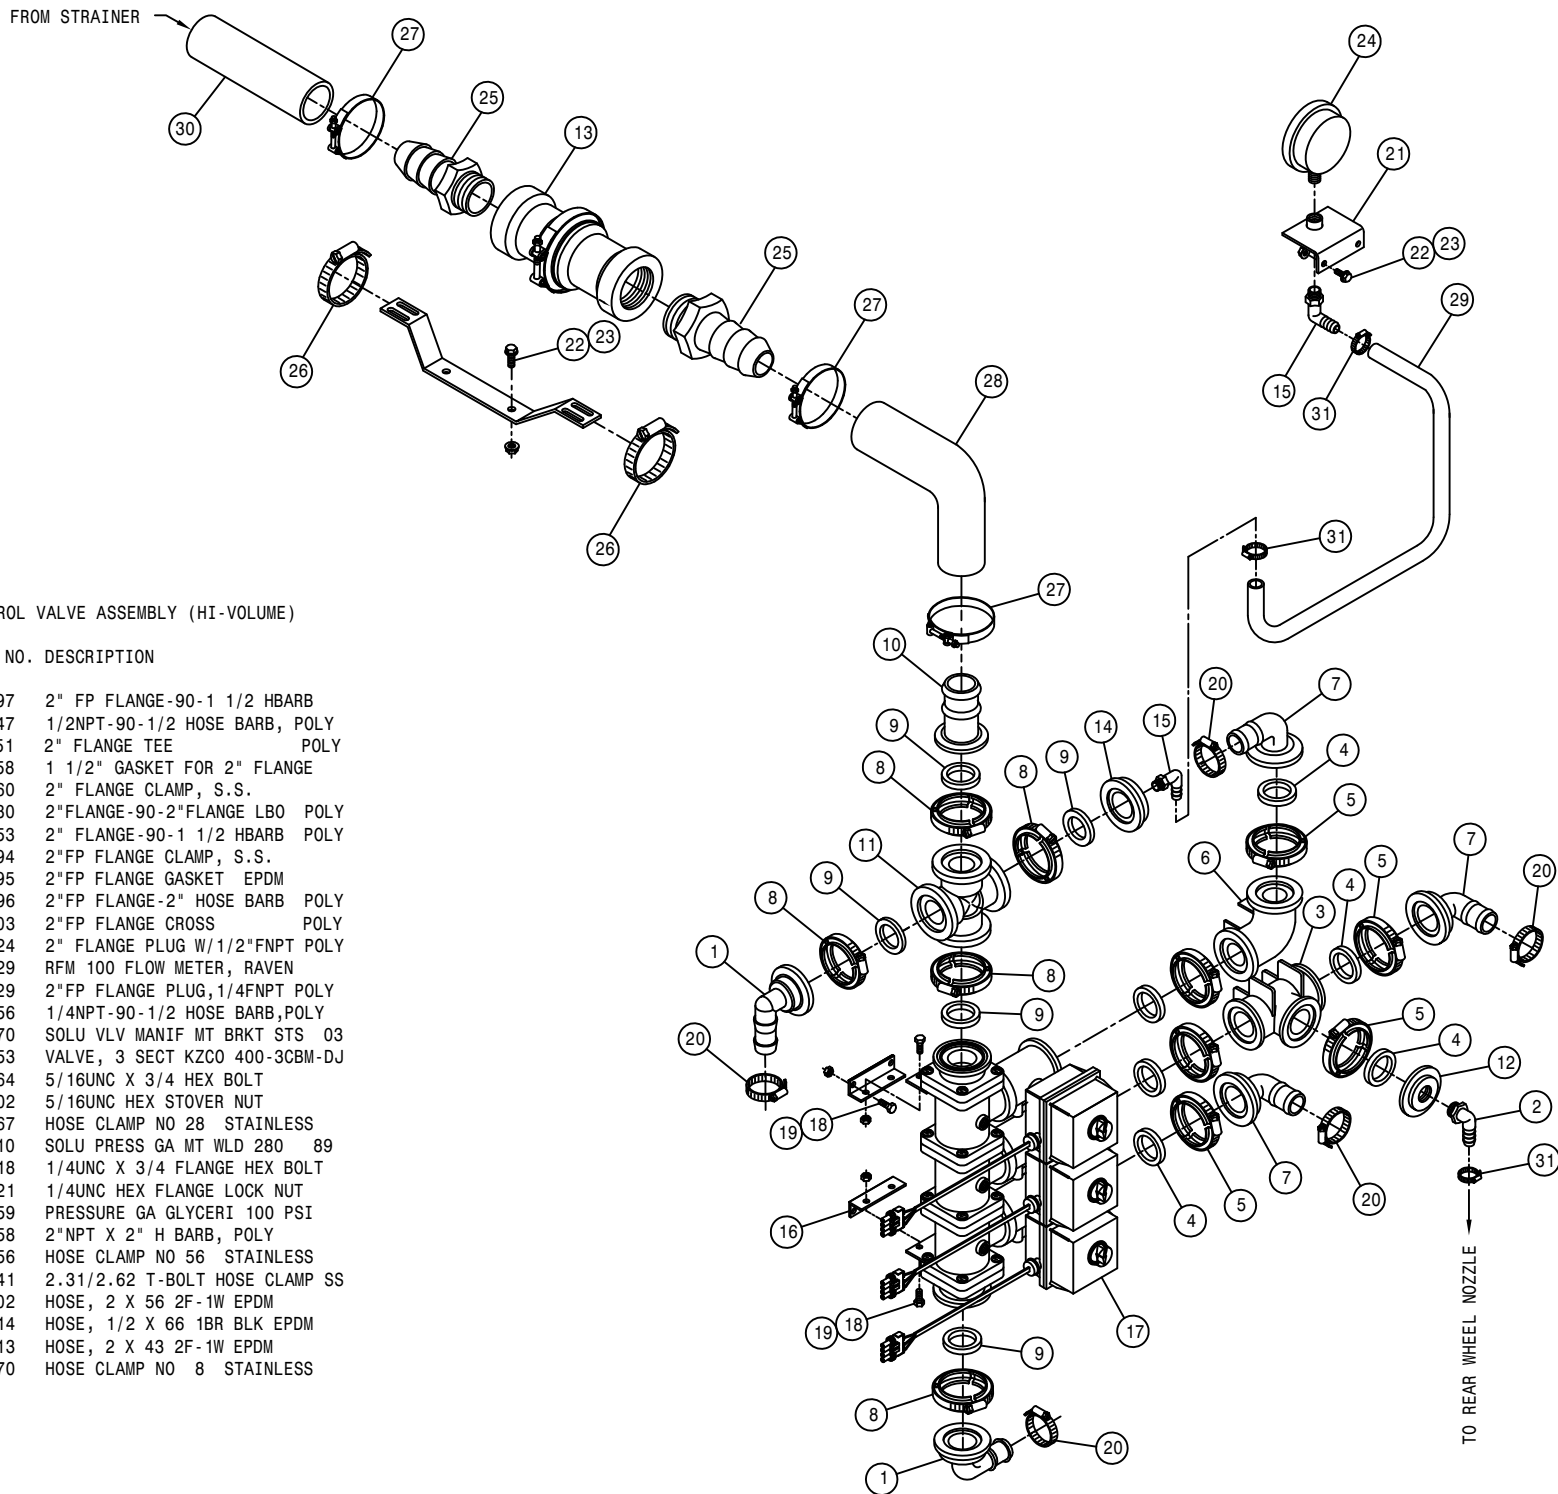 FROM STRAINER
27
24
25
13
30
21
25
22 23
29
27
22 23
26
28
15
31
26
31
27
10
20
7
9
14
15
4
8
8
9
5
11
6
7
20
9
4
5
8
3
1
8
5
9
4
20
12
2
19 18
7
20
31
4
5
16
19 18
17
9
8
20
1
TO REAR WHEEL NOZZLE
ROL VALVE ASSEMBLY (HI-VOLUME)
NO. DESCRIPTION
97 2" FP FLANGE-90-1 1/2 HBARB
47 1/2NPT-90-1/2 HOSE BARB, POLY
51 2" FLANGE TEE POLY
58 1 1/2" GASKET FOR 2" FLANGE
60 2" FLANGE CLAMP, S.S.
30 2"FLANGE-90-2"FLANGE LBO POLY
53 2" FLANGE-90-1 1/2 HBARB POLY
94 2"FP FLANGE CLAMP, S.S.
95 2"FP FLANGE GASKET EPDM
96 2"FP FLANGE-2" HOSE BARB POLY
03 2"FP FLANGE CROSS POLY
24 2" FLANGE PLUG W/1/2"FNPT POLY
29 RFM 100 FLOW METER, RAVEN
29 2"FP FLANGE PLUG,1/4FNPT POLY
56 1/4NPT-90-1/2 HOSE BARB,POLY
70 SOLU VLV MANIF MT BRKT STS 03
53 VALVE, 3 SECT KZCO 400-3CBM-DJ
64 5/16UNC X 3/4 HEX BOLT
02 5/16UNC HEX STOVER NUT
67 HOSE CLAMP NO 28 STAINLESS
10 SOLU PRESS GA MT WLD 280 89
18 1/4UNC X 3/4 FLANGE HEX BOLT
21 1/4UNC HEX FLANGE LOCK NUT
59 PRESSURE GA GLYCERI 100 PSI
58 2"NPT X 2" H BARB, POLY
56 HOSE CLAMP NO 56 STAINLESS
41 2.31/2.62 T-BOLT HOSE CLAMP SS
02 HOSE, 2 X 56 2F-1W EPDM
14 HOSE, 1/2 X 66 1BR BLK EPDM
13 HOSE, 2 X 43 2F-1W EPDM
70 HOSE CLAMP NO 8 STAINLESS